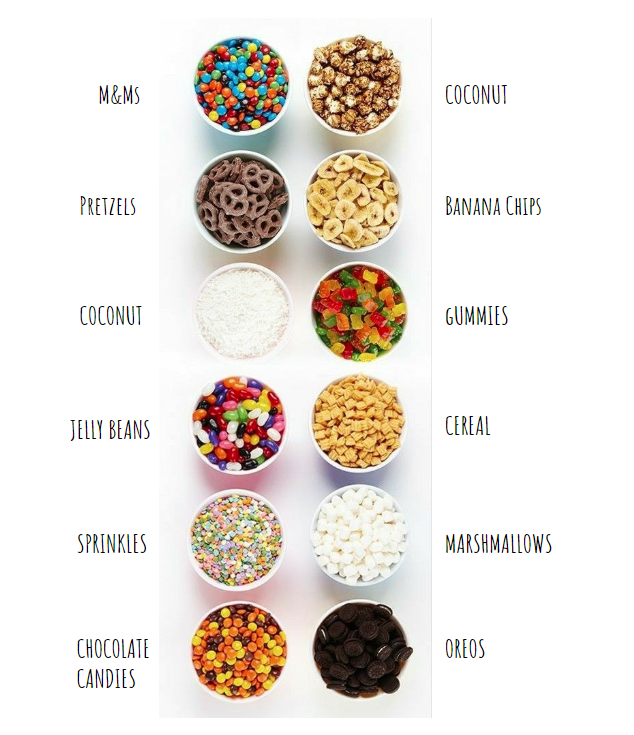 M&Ms
COCONUT
Pretzels
Banana Chips
COCONUT
gUMMIES
JELLY BEANS
CEREAL
SPRINKLES
MARSHMALLOWS
CHOCOLATE
CANDIES
OREOS